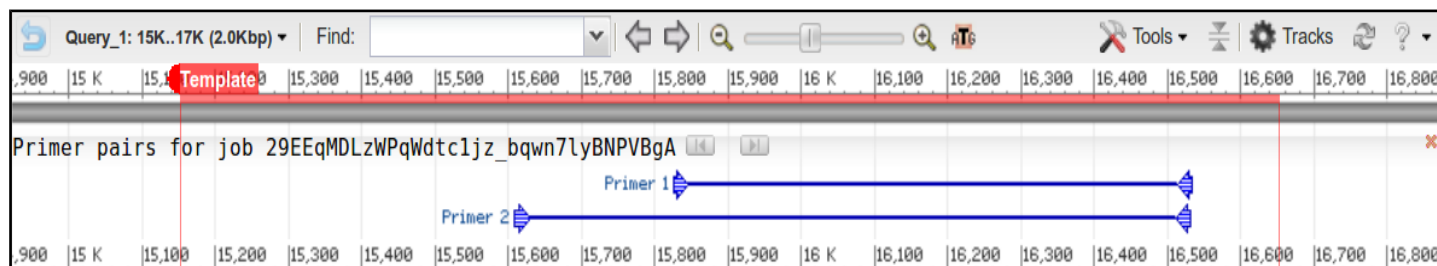 Query_1: 15K..17K (2.0Kbp) Find: ATG Tools Tracks ?
,900 |15 K |15,1 Template 200 |15,300 |15,400 |15,500 |15,600 |15,700 |15,800 |15,900 |16 K |16,100 |16,200 |16,300 |16,400 |16,500 |16,600 |16,700 |16,800
Primer pairs for job 29EEqMDLzWPqWdtc1jz_bqwn7lyBNPVBgA
Primer 1
Primer 2
,900 |15 K |15,100 |15,200 |15,300 |15,400 |15,500 |15,600 |15,700 |15,800 |15,900 |16 K |16,100 |16,200 |16,300 |16,400 |16,500 |16,600 |16,700 |16,800